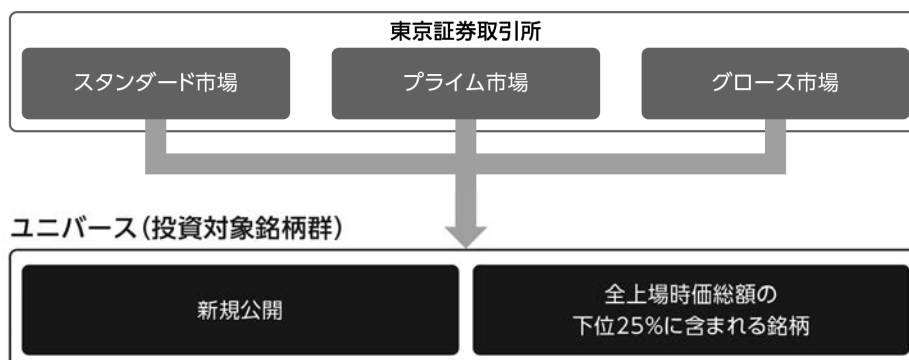 東京証券取引所
スタンダード市場
プライム市場
グロース市場
ユニバース(投資対象銘柄群)
新規公開
全上場時価総額の
下位25%に含まれる銘柄